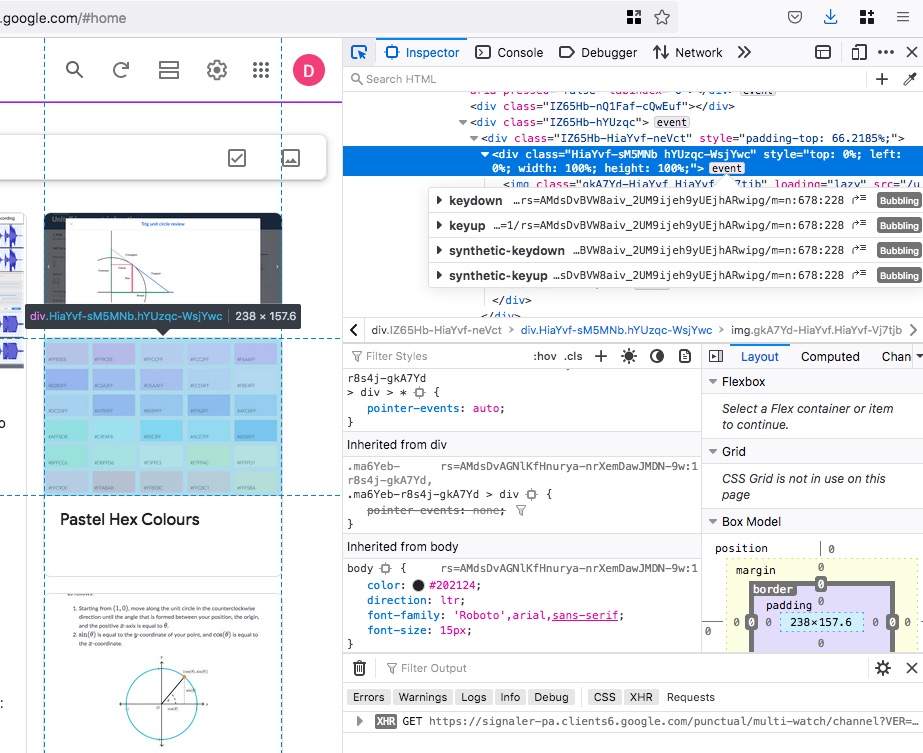 .google.com/#home
D
Inspector
Console
Debugger
Network
Search HTML
<div class="IZ65Hb-nQ1Faf-cQwEuf"></div>
<div class="IZ65Hb-hYUzqc"> event
<div class="IZ65Hb-HiaYvf-neVct" style="padding-top: 66.2185%;">
<div class="HiaYvf-sM5MNb hYUzqc-WsjYwc" style="top: 0%; left:
0%; width: 100%; height: 100%;"> event
keydown …rs=AMdsDvBVW8aiv_2UM9ijeh9yUEjhARwipg/m=n:678:228 Bubbling
keyup …=1/rs=AMdsDvBVW8aiv_2UM9ijeh9yUEjhARwipg/m=n:678:228 Bubbling
synthetic-keydown …BVW8aiv_2UM9ijeh9yUEjhARwipg/m=n:678:228 Bubbling
synthetic-keyup …sDvBVW8aiv_2UM9ijeh9yUEjhARwipg/m=n:678:228 Bubbling
</div>
div.IZ65Hb-HiaYvf-neVct
div.HiaYvf-sM5MNb.hYUzqc-WsjYwc
img.gkA7Yd-HiaYvf.HiaYvf-Vj7tjb
Trig unit circle review
div.HiaYvf-sM5MNb.hYUzqc-WsjYwc 238 × 157.6
Pastel Hex Colours
1. Starting from (1,0), move along the unit circle in the counterclockwise
direction until the angle that is formed between your position, the origin,
and the positive x-axis is equal to θ.
2. sin(θ) is equal to the y-coordinate of your point, and cos(θ) is equal to
the x-coordinate.
Filter Styles
:hov .cls
r8s4j-gkA7Yd
> div > * {
pointer-events: auto;
}
Inherited from div
.ma6Yeb- rs=AMdsDvAGNlKfHnurya-nrXemDawJMDN-9w:1
r8s4j-gkA7Yd,
.ma6Yeb-r8s4j-gkA7Yd > div {
pointer-events: none;
}
Inherited from body
body { rs=AMdsDvAGNlKfHnurya-nrXemDawJMDN-9w:1
color: #202124;
direction: ltr;
font-family: 'Roboto',arial,sans-serif;
font-size: 15px;
}
Layout
Computed
Chan
Flexbox
Select a Flex container or item
to continue.
Grid
CSS Grid is not in use on this
page
Box Model
position 0
margin 0
border 0
padding 0
0 0 0 0 238×157.6 0 0 0 0
0
Filter Output
Errors
Warnings
Logs
Info
Debug
CSS
XHR
Requests
XHR GET https://signaler-pa.clients6.google.com/punctual/multi-watch/channel?VER=…